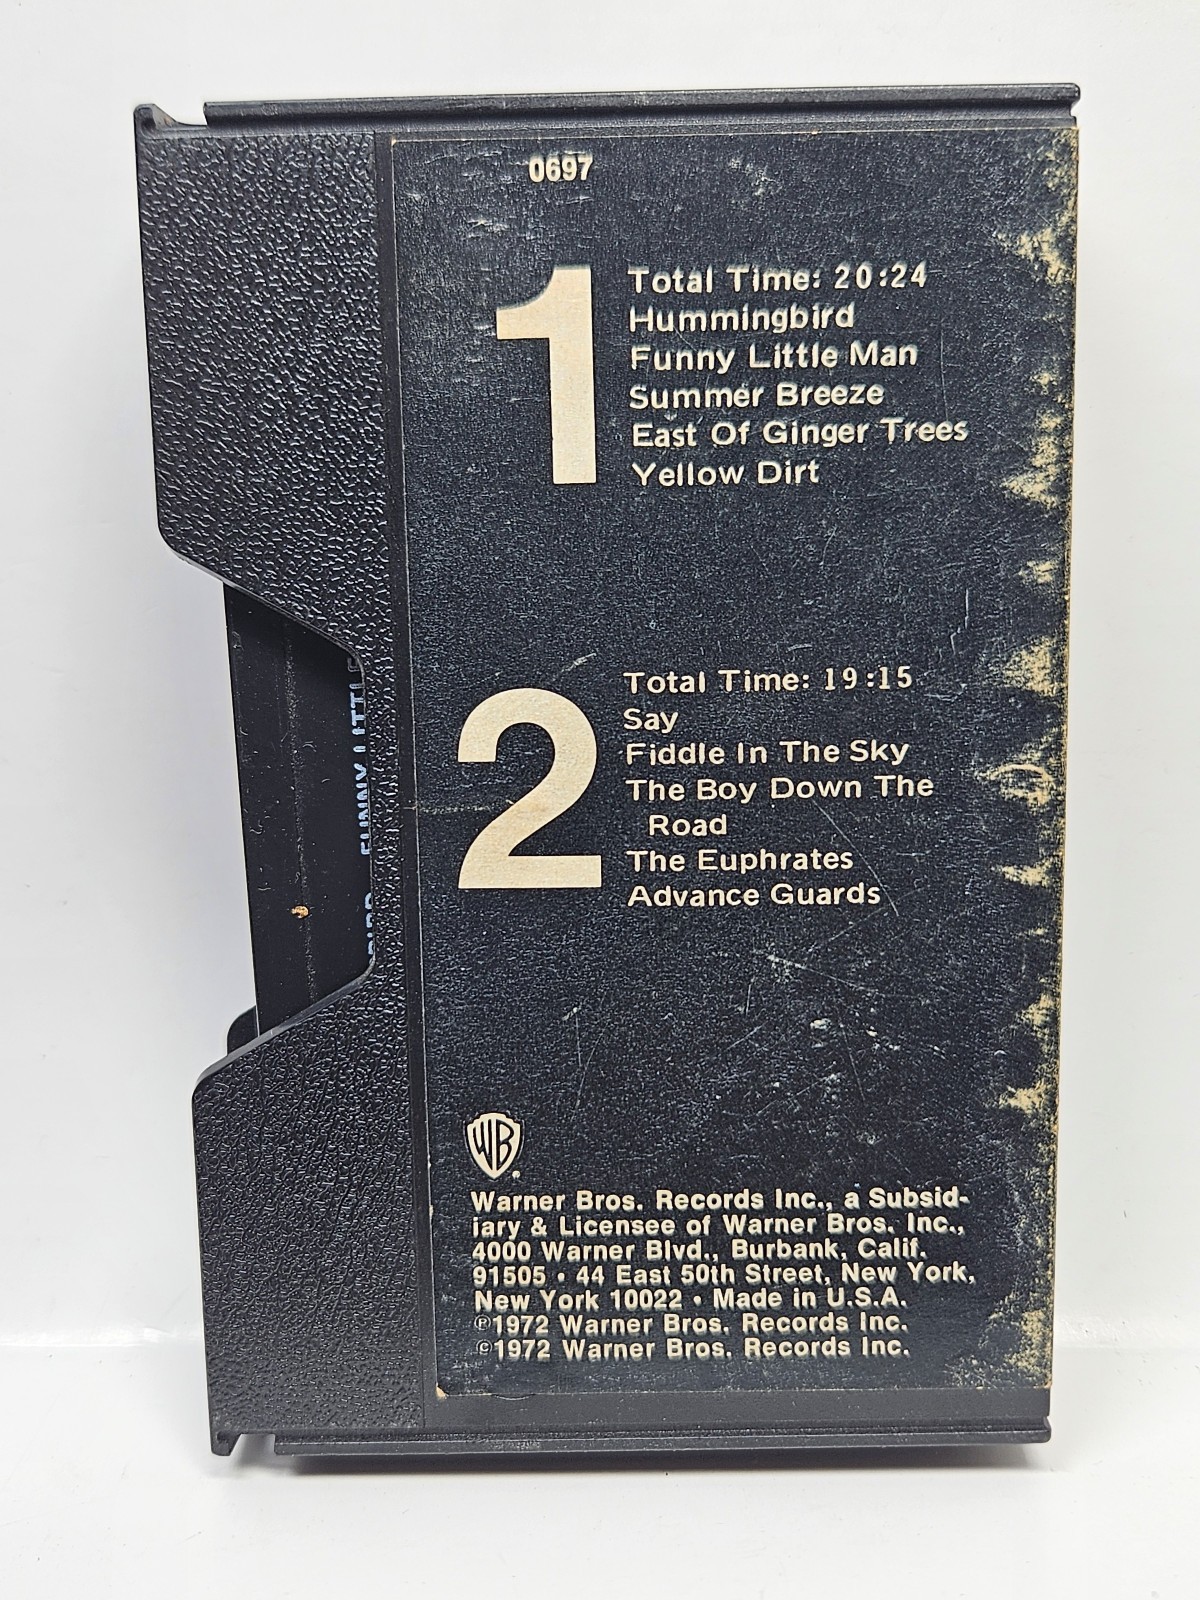 0697
1
Total Time: 20:24
Hummingbird
Funny Little Man
Summer Breeze
East Of Ginger Trees
Yellow Dirt
2
Total Time: 19:15
Say
Fiddle In The Sky
The Boy Down The
Road
The Euphrates
Advance Guards
FUNNY LITTLE
WB
Warner Bros. Records Inc., a Subsid-
iary & Licensee of Warner Bros. Inc.,
4000 Warner Blvd., Burbank, Calif.
91505 • 44 East 50th Street, New York,
New York 10022 • Made in U.S.A.
℗1972 Warner Bros. Records Inc.
©1972 Warner Bros. Records Inc.